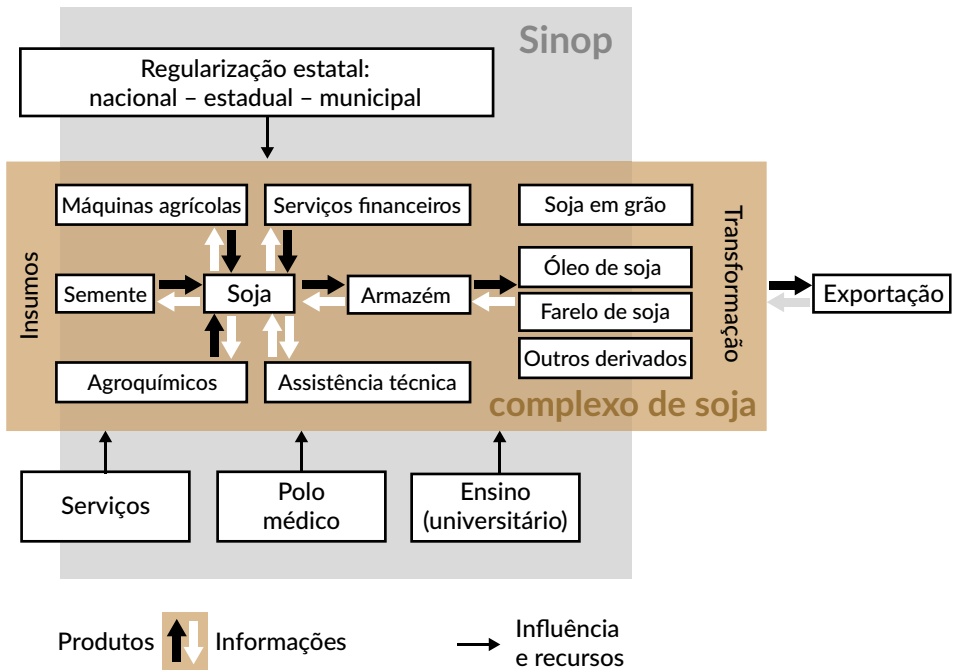 Sinop
Regularização estatal:
nacional – estadual – municipal
Insumos
Máquinas agrícolas
Serviços financeiros
Soja em grão
Transformação
Semente
Soja
Armazém
Óleo de soja
Farelo de soja
Outros derivados
Exportação
Agroquímicos
Assistência técnica
complexo de soja
Serviços
Polo
médico
Ensino
(universitário)
Produtos
Informações
Influência
e recursos